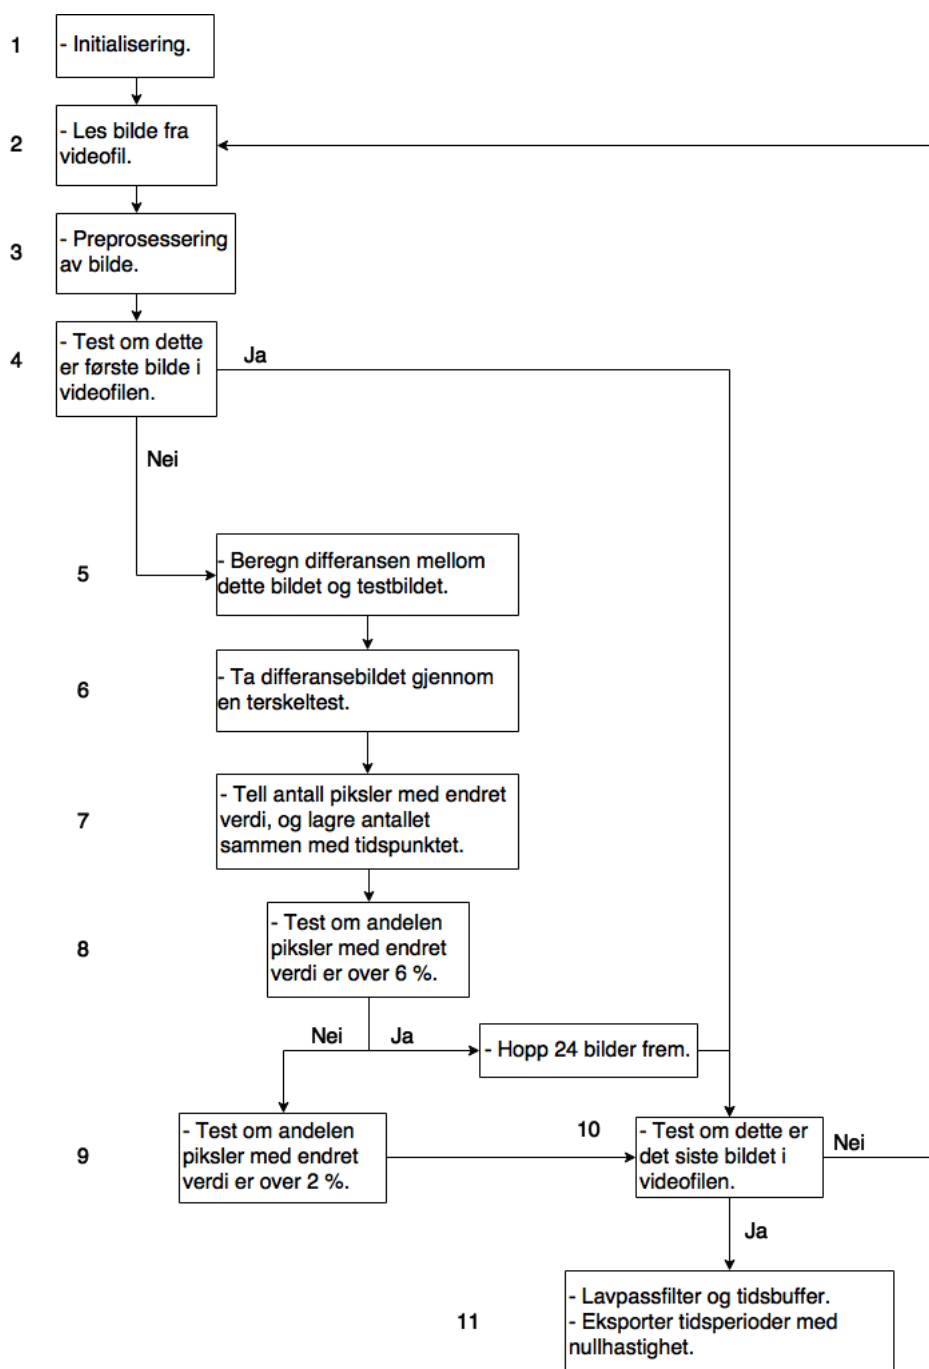 1
- Initialisering.
2
- Les bilde fra
videofil.
3
- Preprosessering
av bilde.
4
- Test om dette
er første bilde i
videofilen.
Ja
Nei
5
- Beregn differansen mellom
dette bildet og testbildet.
6
- Ta differansebildet gjennom
en terskeltest.
7
- Tell antall piksler med endret
verdi, og lagre antallet
sammen med tidspunktet.
8
- Test om andelen
piksler med endret
verdi er over 6 %.
Nei
Ja
- Hopp 24 bilder frem.
9
- Test om andelen
piksler med endret
verdi er over 2 %.
10
- Test om dette er
det siste bildet i
videofilen.
Nei
Ja
11
- Lavpassfilter og tidsbuffer.
- Eksporter tidsperioder med
nullhastighet.